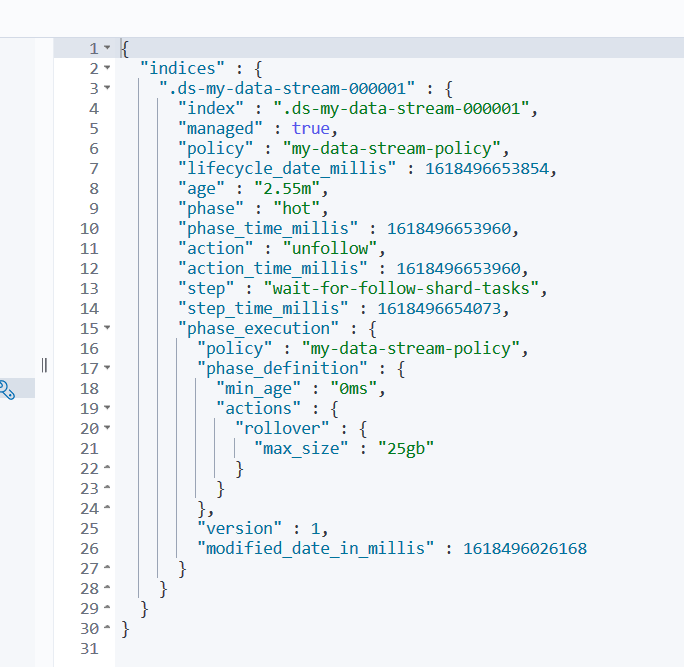 1 {
2 "indices" : {
3 ".ds-my-data-stream-000001" : {
4 "index" : ".ds-my-data-stream-000001",
5 "managed" : true,
6 "policy" : "my-data-stream-policy",
7 "lifecycle_date_millis" : 1618496653854,
8 "age" : "2.55m",
9 "phase" : "hot",
10 "phase_time_millis" : 1618496653960,
11 "action" : "unfollow",
12 "action_time_millis" : 1618496653960,
13 "step" : "wait-for-follow-shard-tasks",
14 "step_time_millis" : 1618496654073,
15 "phase_execution" : {
16 "policy" : "my-data-stream-policy",
17 "phase_definition" : {
18 "min_age" : "0ms",
19 "actions" : {
20 "rollover" : {
21 "max_size" : "25gb"
22 }
23 }
24 },
25 "version" : 1,
26 "modified_date_in_millis" : 1618496026168
27 }
28 }
29 }
30 }
31